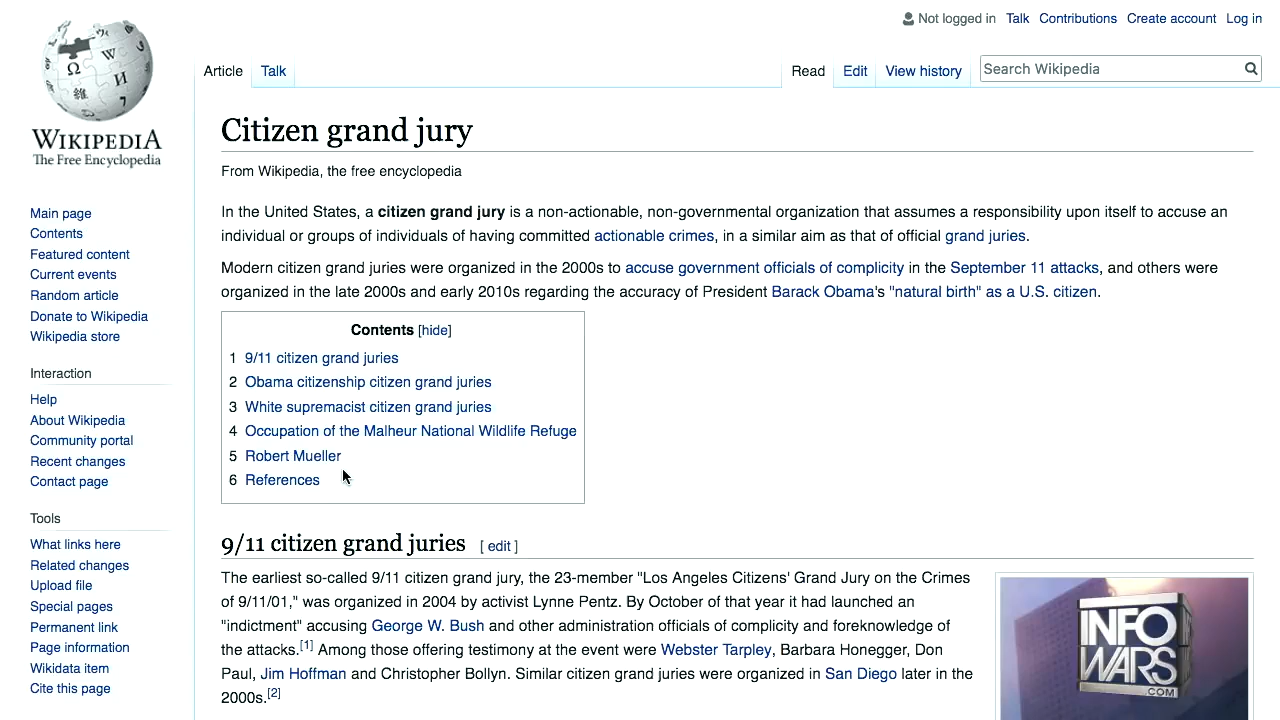 Not logged in Talk Contributions Create account Log in
Article Talk Read Edit View history Search Wikipedia
WIKIPEDIA
The Free Encyclopedia
Main page
Contents
Featured content
Current events
Random article
Donate to Wikipedia
Wikipedia store
Interaction
Help
About Wikipedia
Community portal
Recent changes
Contact page
Tools
What links here
Related changes
Upload file
Special pages
Permanent link
Page information
Wikidata item
Cite this page
Citizen grand jury
From Wikipedia, the free encyclopedia
In the United States, a citizen grand jury is a non-actionable, non-governmental organization that assumes a responsibility upon itself to accuse an
individual or groups of individuals of having committed actionable crimes, in a similar aim as that of official grand juries.
Modern citizen grand juries were organized in the 2000s to accuse government officials of complicity in the September 11 attacks, and others were
organized in the late 2000s and early 2010s regarding the accuracy of President Barack Obama's "natural birth" as a U.S. citizen.
Contents [hide]
1 9/11 citizen grand juries
2 Obama citizenship citizen grand juries
3 White supremacist citizen grand juries
4 Occupation of the Malheur National Wildlife Refuge
5 Robert Mueller
6 References
9/11 citizen grand juries [ edit ]
The earliest so-called 9/11 citizen grand jury, the 23-member "Los Angeles Citizens' Grand Jury on the Crimes
of 9/11/01," was organized in 2004 by activist Lynne Pentz. By October of that year it had launched an
"indictment" accusing George W. Bush and other administration officials of complicity and foreknowledge of
the attacks.[1] Among those offering testimony at the event were Webster Tarpley, Barbara Honegger, Don
Paul, Jim Hoffman and Christopher Bollyn. Similar citizen grand juries were organized in San Diego later in the
2000s.[2]
INFO
WARS
.COM